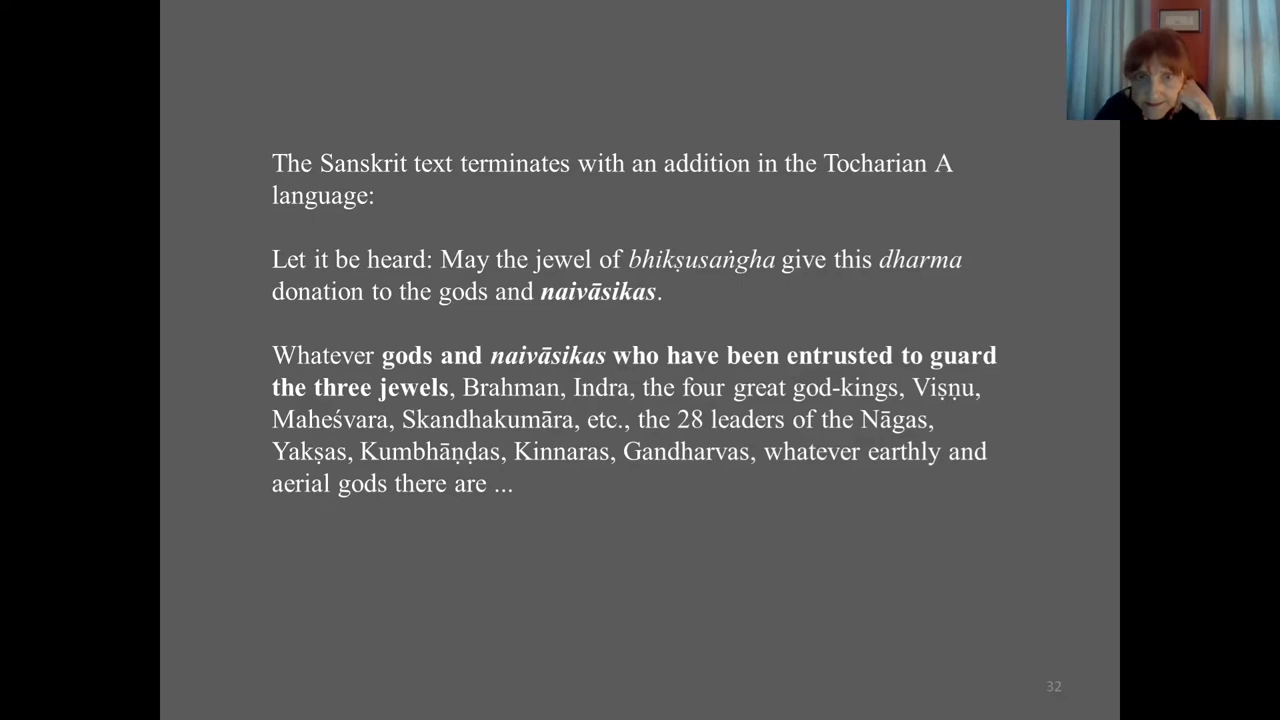 The Sanskrit text terminates with an addition in the Tocharian A
language:
Let it be heard: May the jewel of bhikṣusaṅgha give this dharma
donation to the gods and naivāsikas.
Whatever gods and naivāsikas who have been entrusted to guard
the three jewels, Brahman, Indra, the four great god-kings, Viṣṇu,
Maheśvara, Skandhakumāra, etc., the 28 leaders of the Nāgas,
Yakṣas, Kumbhāṇḍas, Kinnaras, Gandharvas, whatever earthly and
aerial gods there are ...
32